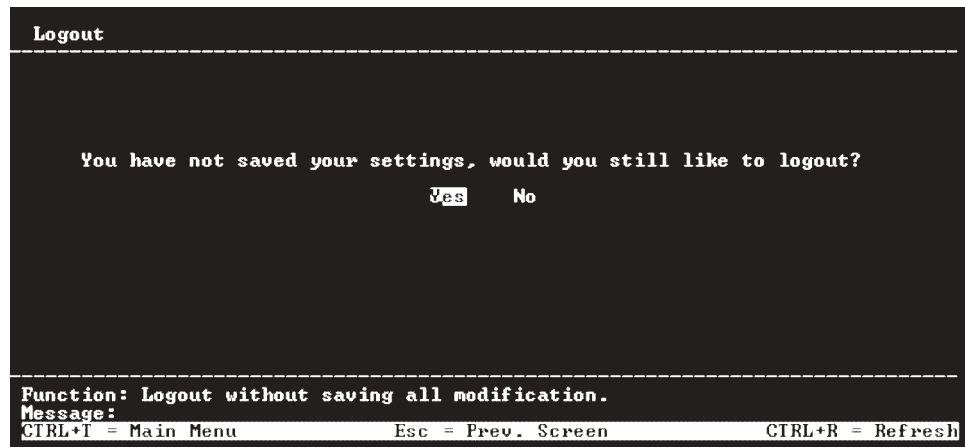 Logout
You have not saved your settings, would you still like to logout?
Yes No
Function: Logout without saving all modification.
Message:
CTRL+T = Main Menu Esc = Prev. Screen CTRL+R = Refresh